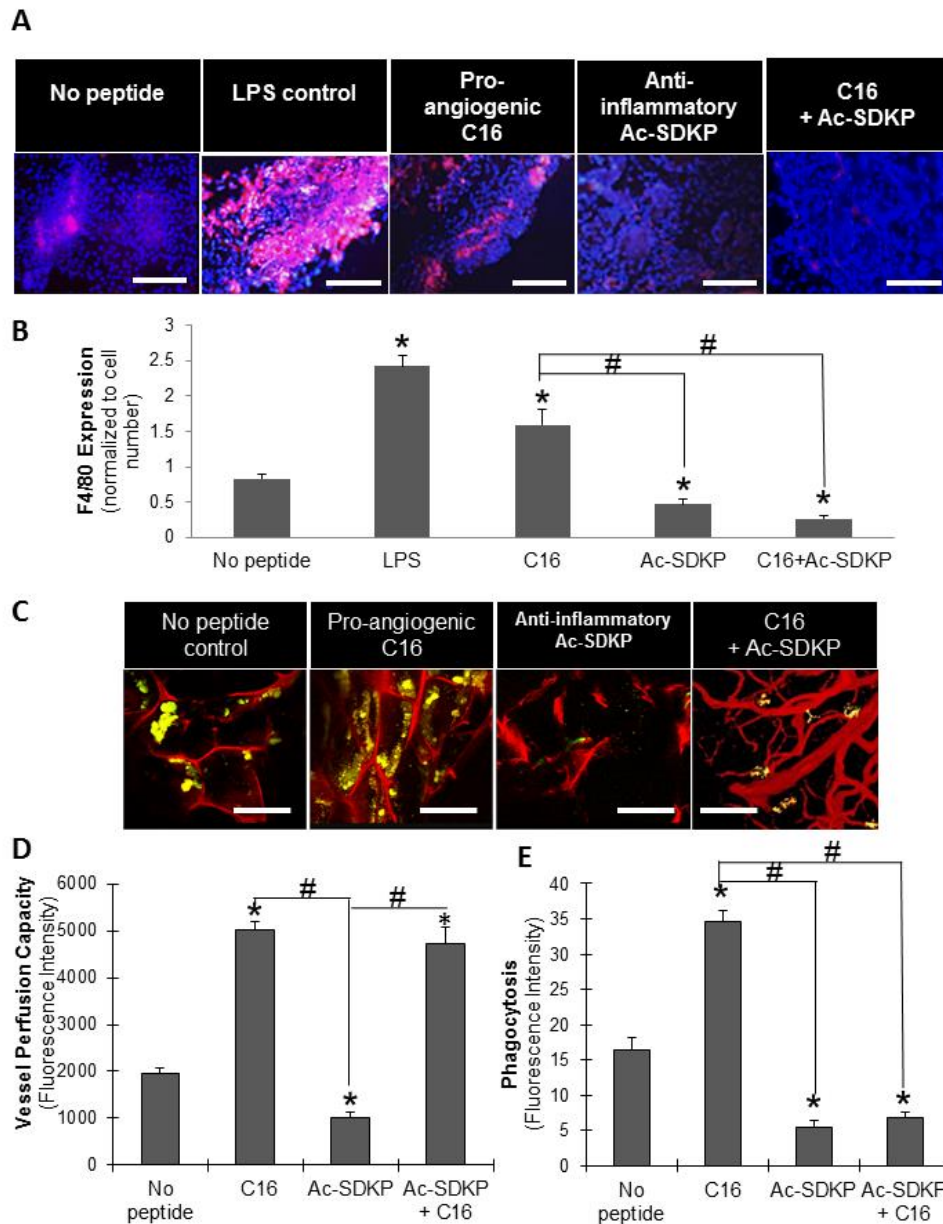 A
No peptide
LPS control
Pro-
angiogenic
C16
Anti-
inflammatory
Ac-SDKP
C16
+ Ac-SDKP
B
F4/80 Expression
(normalized to cell
number)
3
2.5
2
1.5
1
0.5
0
*
*
*
*
#
#
No peptide
LPS
C16
Ac-SDKP
C16+Ac-SDKP
C
No peptide
control
Pro-angiogenic
C16
Anti-inflammatory
Ac-SDKP
C16
+ Ac-SDKP
D
Vessel Perfusion Capacity
(Fluorescence Intensity)
6000
5000
4000
3000
2000
1000
0
*
#
*
#
*
No
peptide
C16
Ac-SDKP
Ac-SDKP
+ C16
E
Phagocytosis
(Fluorescence Intensity)
40
35
30
25
20
15
10
5
0
*
#
#
*
*
No
peptide
C16
Ac-SDKP
Ac-SDKP
+ C16